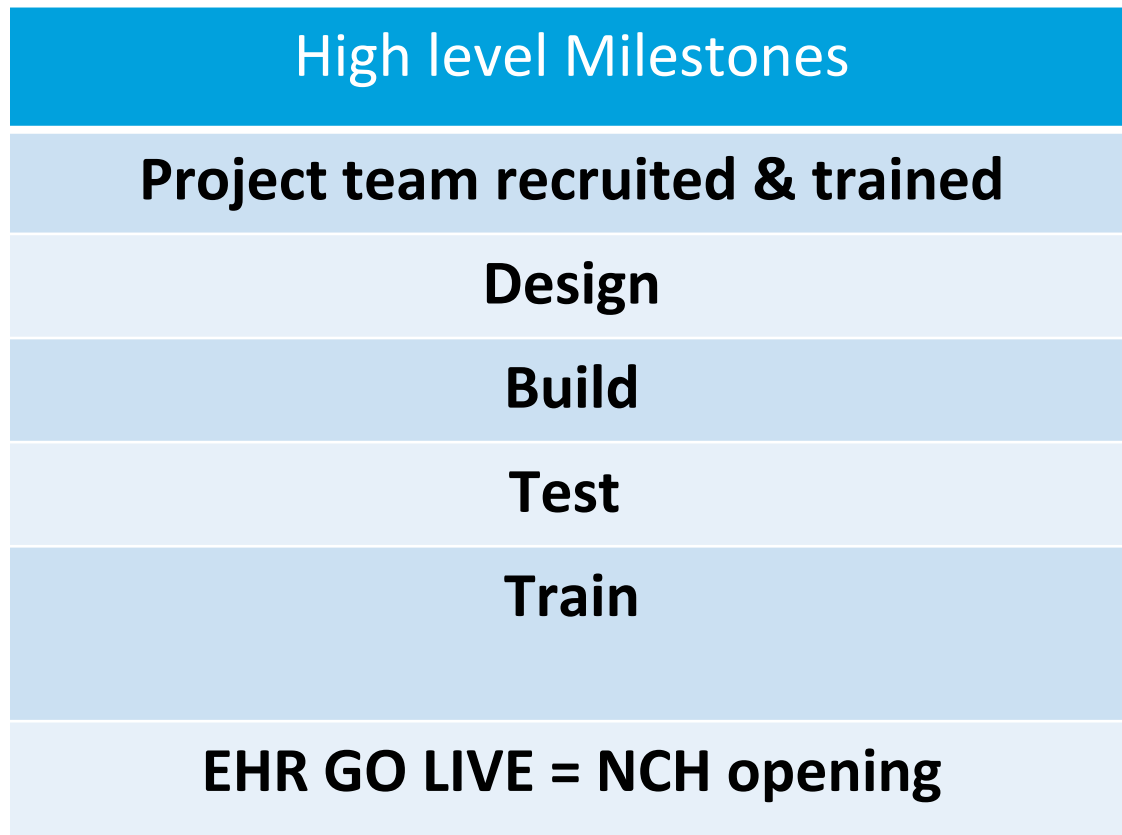 High level Milestones
Project team recruited & trained
Design
Build
Test
Train
EHR GO LIVE = NCH opening